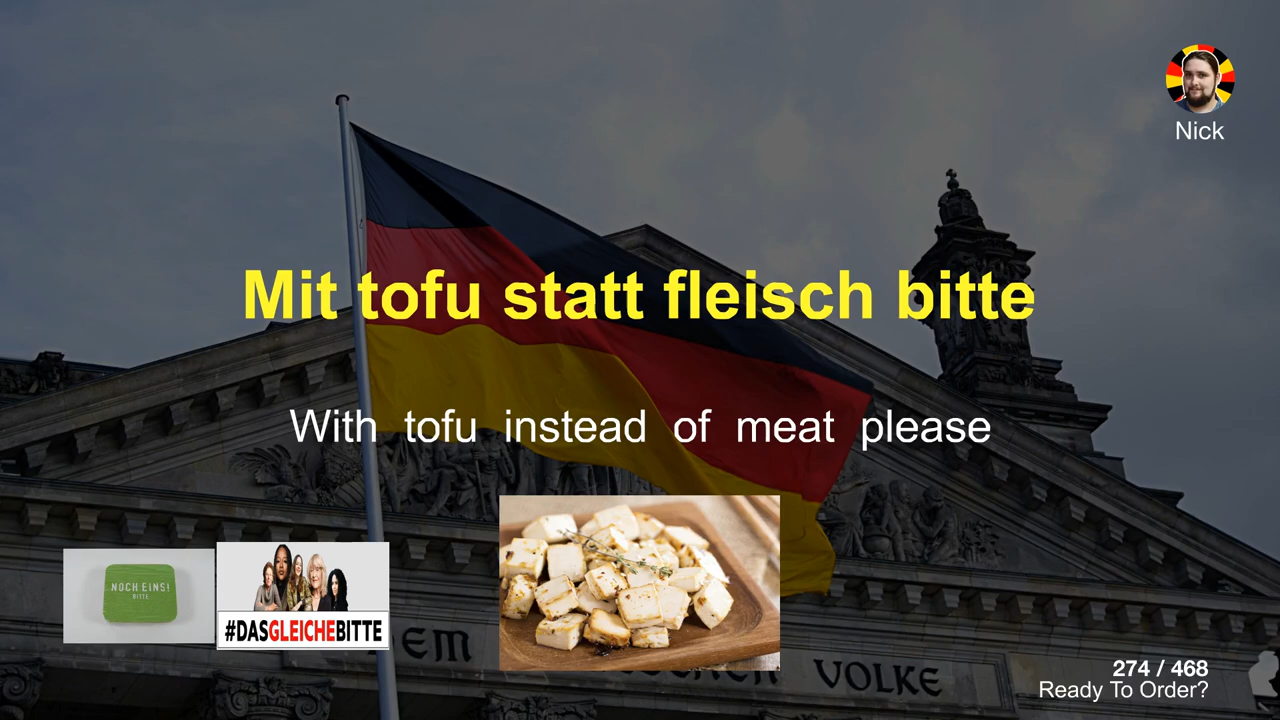 Nick
Mit tofu statt fleisch bitte
With tofu instead of meat please
NOCH EINS!
BITTE
#DASGLEICHEBITTE
DEM
VOLKE
274 / 468
Ready To Order?